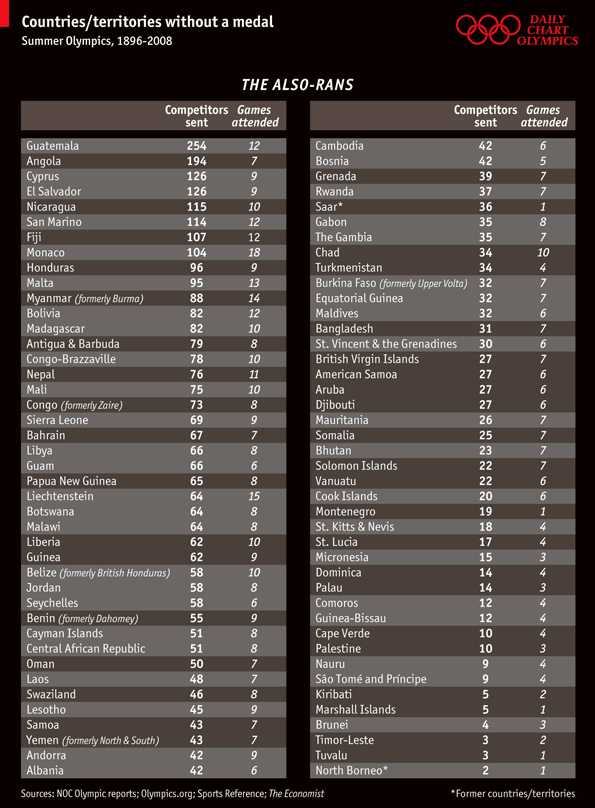 Countries/territories without a medal
Summer Olympics, 1896-2008
DAILY
CHART
OLYMPICS
THE ALSO-RANS
Competitors sent Games attended
Guatemala 254 12
Angola 194 7
Cyprus 126 9
El Salvador 126 9
Nicaragua 115 10
San Marino 114 12
Fiji 107 12
Monaco 104 18
Honduras 96 9
Malta 95 13
Myanmar (formerly Burma) 88 14
Bolivia 82 12
Madagascar 82 10
Antigua & Barbuda 79 8
Congo-Brazzaville 78 10
Nepal 76 11
Mali 75 10
Congo (formerly Zaire) 73 8
Sierra Leone 69 9
Bahrain 67 7
Libya 66 8
Guam 66 6
Papua New Guinea 65 8
Liechtenstein 64 15
Botswana 64 8
Malawi 64 8
Liberia 62 10
Guinea 62 9
Belize (formerly British Honduras) 58 10
Jordan 58 8
Seychelles 58 6
Benin (formerly Dahomey) 55 9
Cayman Islands 51 8
Central African Republic 51 8
Oman 50 7
Laos 48 7
Swaziland 46 8
Lesotho 45 9
Samoa 43 7
Yemen (formerly North & South) 43 7
Andorra 42 9
Albania 42 6
Competitors sent Games attended
Cambodia 42 6
Bosnia 42 5
Grenada 39 7
Rwanda 37 7
Saar* 36 1
Gabon 35 8
The Gambia 35 7
Chad 34 10
Turkmenistan 34 4
Burkina Faso (formerly Upper Volta) 32 7
Equatorial Guinea 32 7
Maldives 32 6
Bangladesh 31 7
St. Vincent & the Grenadines 30 6
British Virgin Islands 27 7
American Samoa 27 6
Aruba 27 6
Djibouti 27 6
Mauritania 26 7
Somalia 25 7
Bhutan 23 7
Solomon Islands 22 7
Vanuatu 22 6
Cook Islands 20 6
Montenegro 19 1
St. Kitts & Nevis 18 4
St. Lucia 17 4
Micronesia 15 3
Dominica 14 4
Palau 14 3
Comoros 12 4
Guinea-Bissau 12 4
Cape Verde 10 4
Palestine 10 3
Nauru 9 4
São Tomé and Príncipe 9 4
Kiribati 5 2
Marshall Islands 5 1
Brunei 4 3
Timor-Leste 3 2
Tuvalu 3 1
North Borneo* 2 1
Sources: NOC Olympic reports; Olympics.org; Sports Reference; The Economist
*Former countries/territories